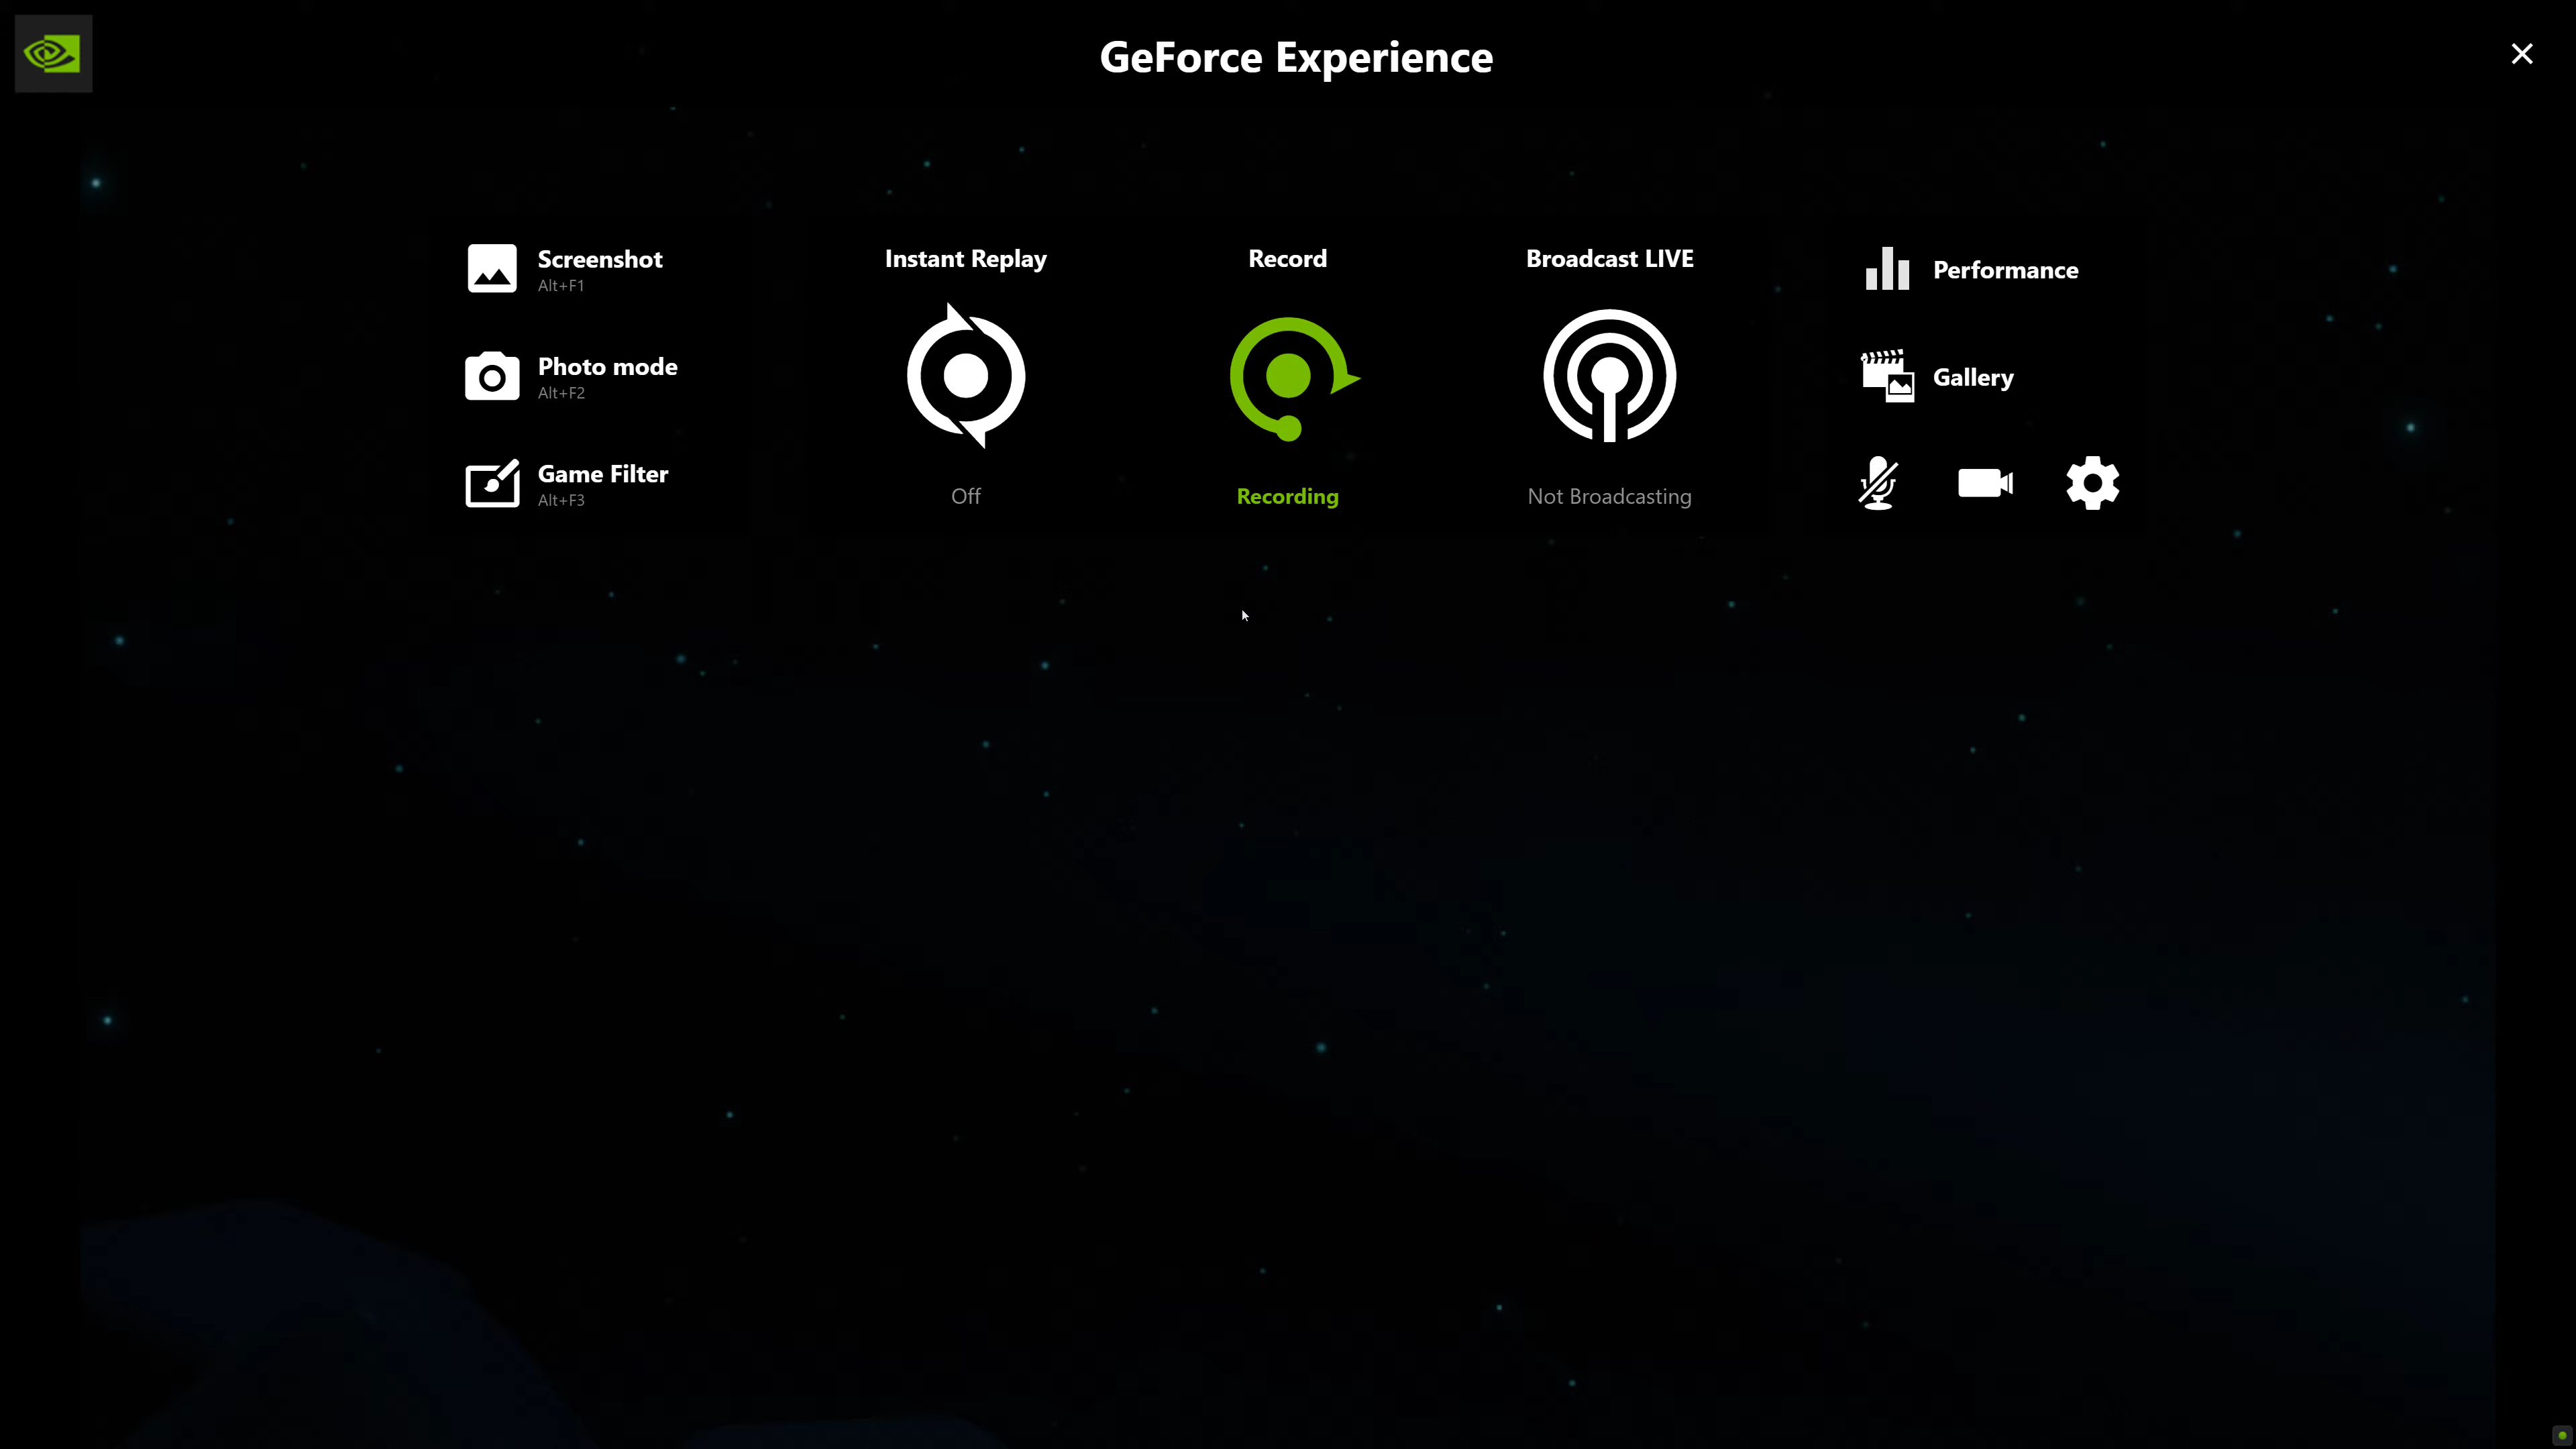 GeForce Experience
Screenshot
Alt+F1
Photo mode
Alt+F2
Game Filter
Alt+F3
Instant Replay
Off
Record
Recording
Broadcast LIVE
Not Broadcasting
Performance
Gallery